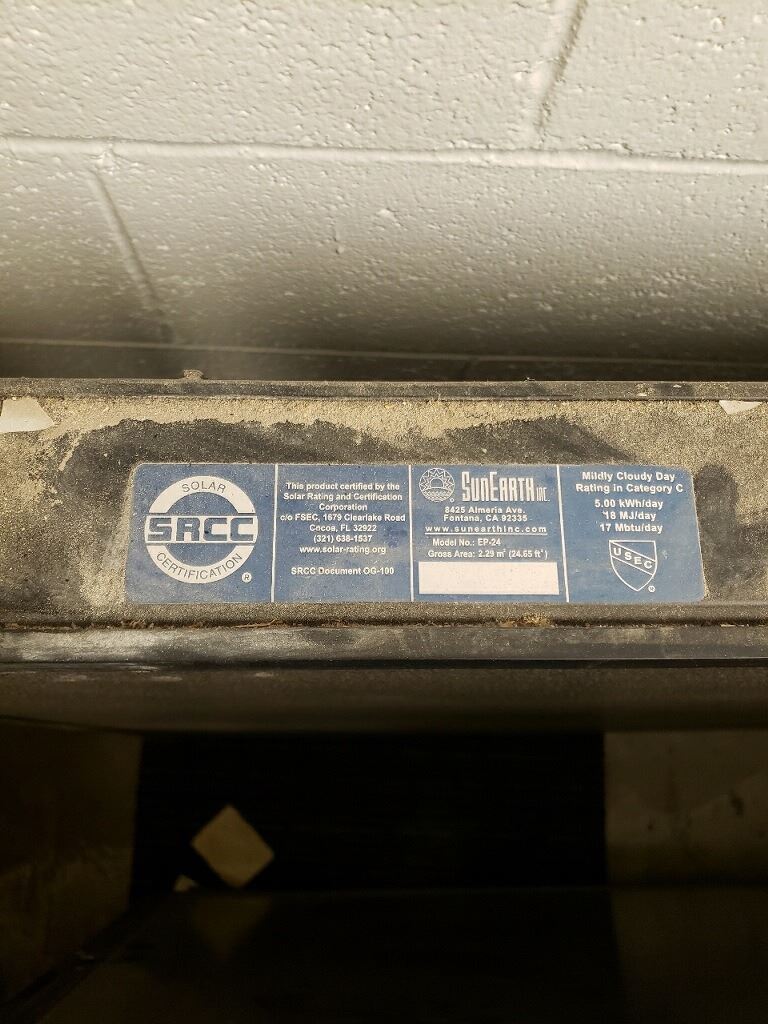 SOLAR
SRCC
CERTIFICATION
®
This product certified by the
Solar Rating and Certification
Corporation
c/o FSEC, 1679 Clearlake Road
Cocoa, FL 32922
(321) 638-1537
www.solar-rating.org
SRCC Document OG-100
SUNEARTH INC.
8425 Almeria Ave.
Fontana, CA 92335
www.sunearthinc.com
Model No.: EP-24
Gross Area: 2.29 m² (24.65 ft²)
Mildly Cloudy Day
Rating in Category C
5.00 kWh/day
18 MJ/day
17 Mbtu/day
USEC
®